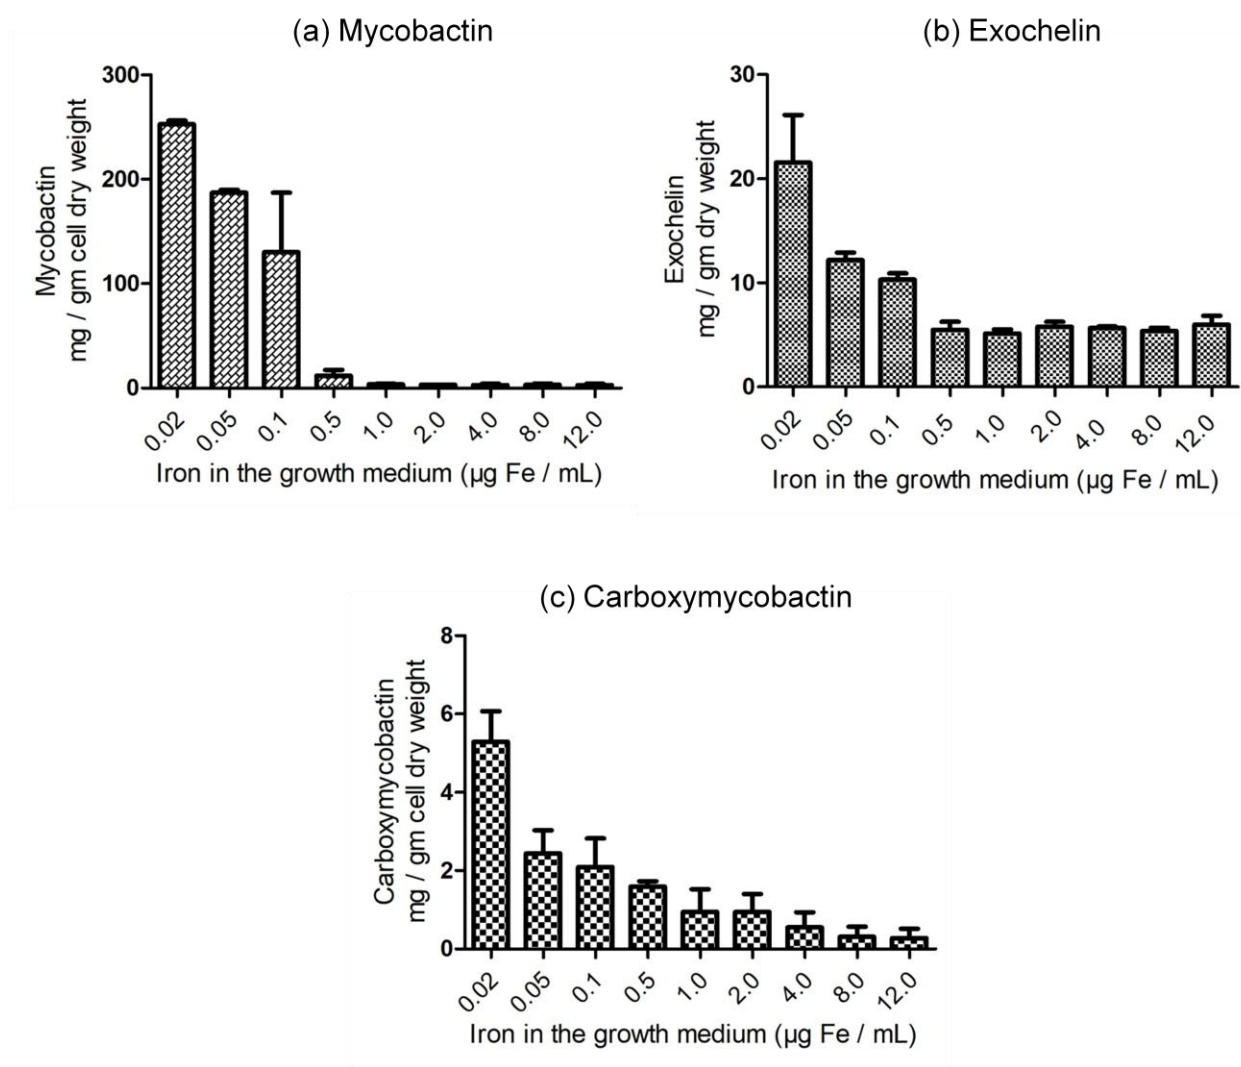 (a) Mycobactin
Mycobactin
mg / gm cell dry weight
300
200
100
0
0.02 0.05 0.1 0.5 1.0 2.0 4.0 8.0 12.0
Iron in the growth medium (µg Fe / mL)
(b) Exochelin
Exochelin
mg / gm dry weight
30
20
10
0
0.02 0.05 0.1 0.5 1.0 2.0 4.0 8.0 12.0
Iron in the growth medium (µg Fe / mL)
(c) Carboxymycobactin
Carboxymycobactin
mg / gm cell dry weight
8
6
4
2
0
0.02 0.05 0.1 0.5 1.0 2.0 4.0 8.0 12.0
Iron in the growth medium (µg Fe / mL)